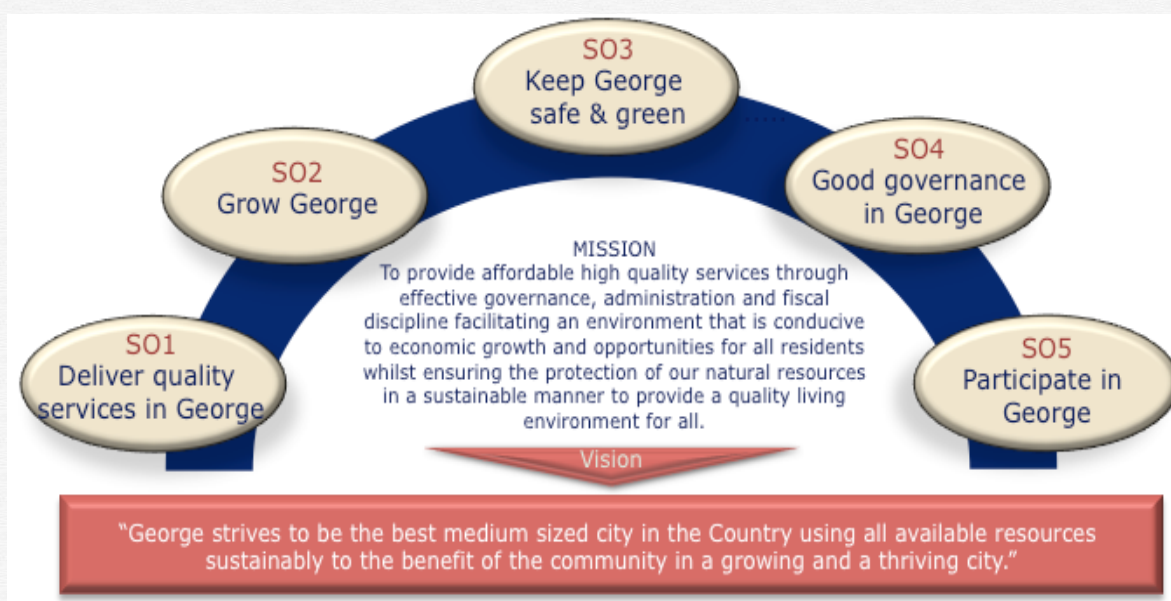 SO3
Keep George
safe & green
.....
SO2
Grow George
SO4
Good governance
in George
SO1
Deliver quality
services in George
MISSION
To provide affordable high quality services through
effective governance, administration and fiscal
discipline facilitating an environment that is conducive
to economic growth and opportunities for all residents
whilst ensuring the protection of our natural resources
in a sustainable manner to provide a quality living
environment for all.
SO5
Participate in
George
Vision
“George strives to be the best medium sized city in the Country using all available resources
sustainably to the benefit of the community in a growing and a thriving city.”